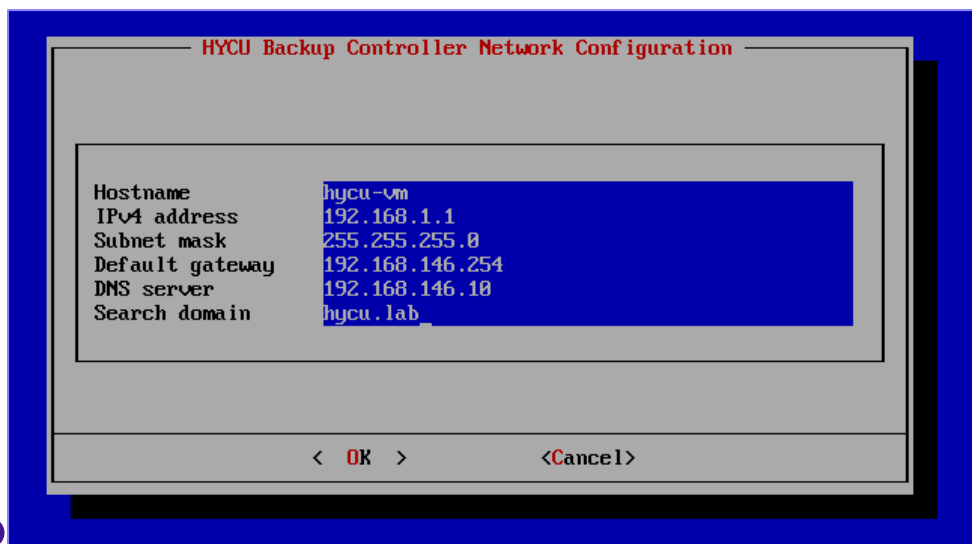 HYCU Backup Controller Network Configuration
Hostname hycu-vm
IPv4 address 192.168.1.1
Subnet mask 255.255.255.0
Default gateway 192.168.146.254
DNS server 192.168.146.10
Search domain hycu.lab_
< OK > <Cancel>